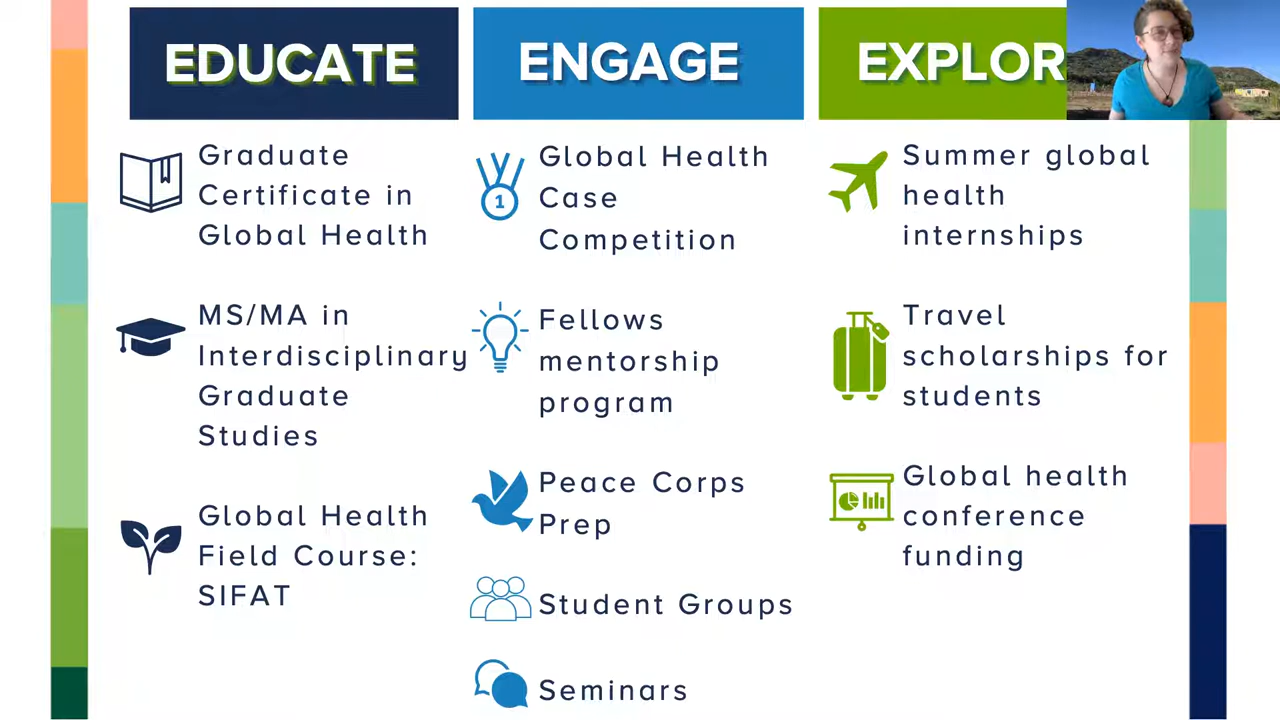 EDUCATE
Graduate
Certificate in
Global Health
MS/MA in
Interdisciplinary
Graduate
Studies
Global Health
Field Course:
SIFAT
ENGAGE
1
Global Health
Case
Competition
Fellows
mentorship
program
Peace Corps
Prep
Student Groups
Seminars
EXPLOR
Summer global
health
internships
Travel
scholarships for
students
Global health
conference
funding